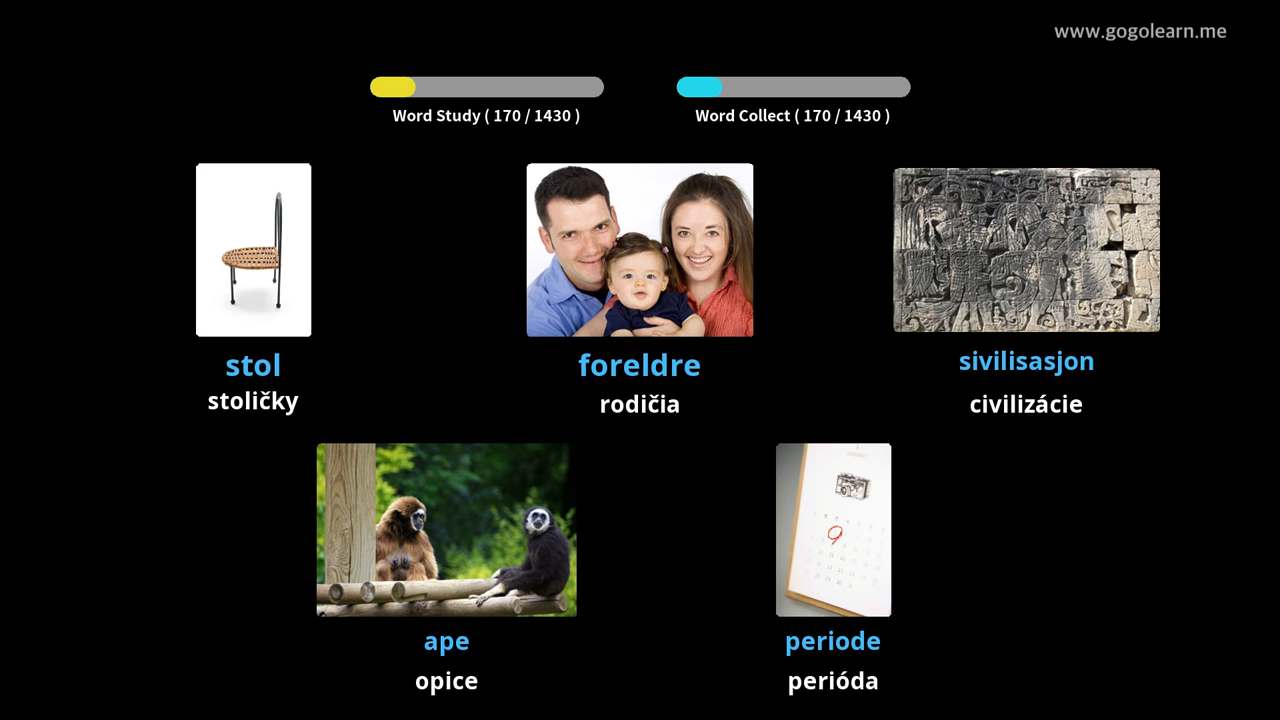 www.gogolearn.me
Word Study ( 170 / 1430 )
Word Collect ( 170 / 1430 )
stol
stoličky
foreldre
rodičia
sivilisasjon
civilizácie
ape
opice
periode
perióda